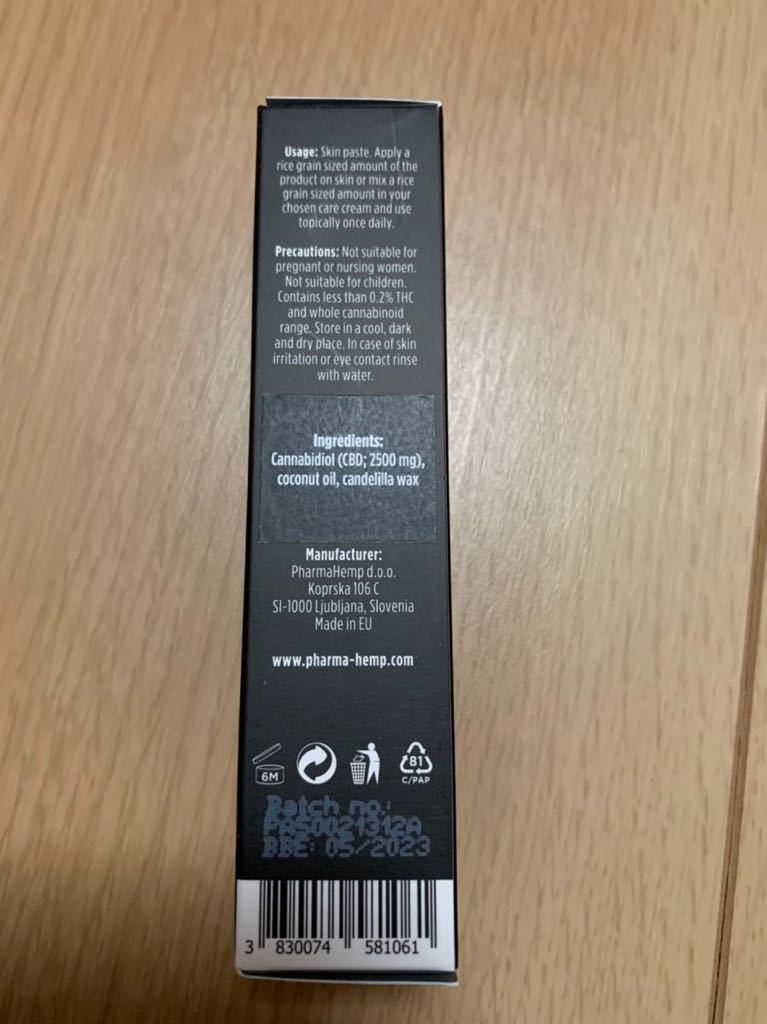 Usage: Skin paste. Apply a
rice grain sized amount of the
product on skin or mix a rice
grain sized amount in your
chosen care cream and use
topically once daily.
Precautions: Not suitable for
pregnant or nursing women.
Not suitable for children.
Contains less than 0.2% THC
and whole cannabinoid
range. Store in a cool, dark
and dry place. In case of skin
irritation or eye contact rinse
with water.
Ingredients:
Cannabidiol (CBD; 2500 mg),
coconut oil, candelilla wax
Manufacturer:
PharmaHemp d.o.o.
Koprska 106 C
SI-1000 Ljubljana, Slovenia
Made in EU
www.pharma-hemp.com
6M
81
C/PAP
Batch no.:
PAS0021312A
BBE: 05/2023
3 830074 581061